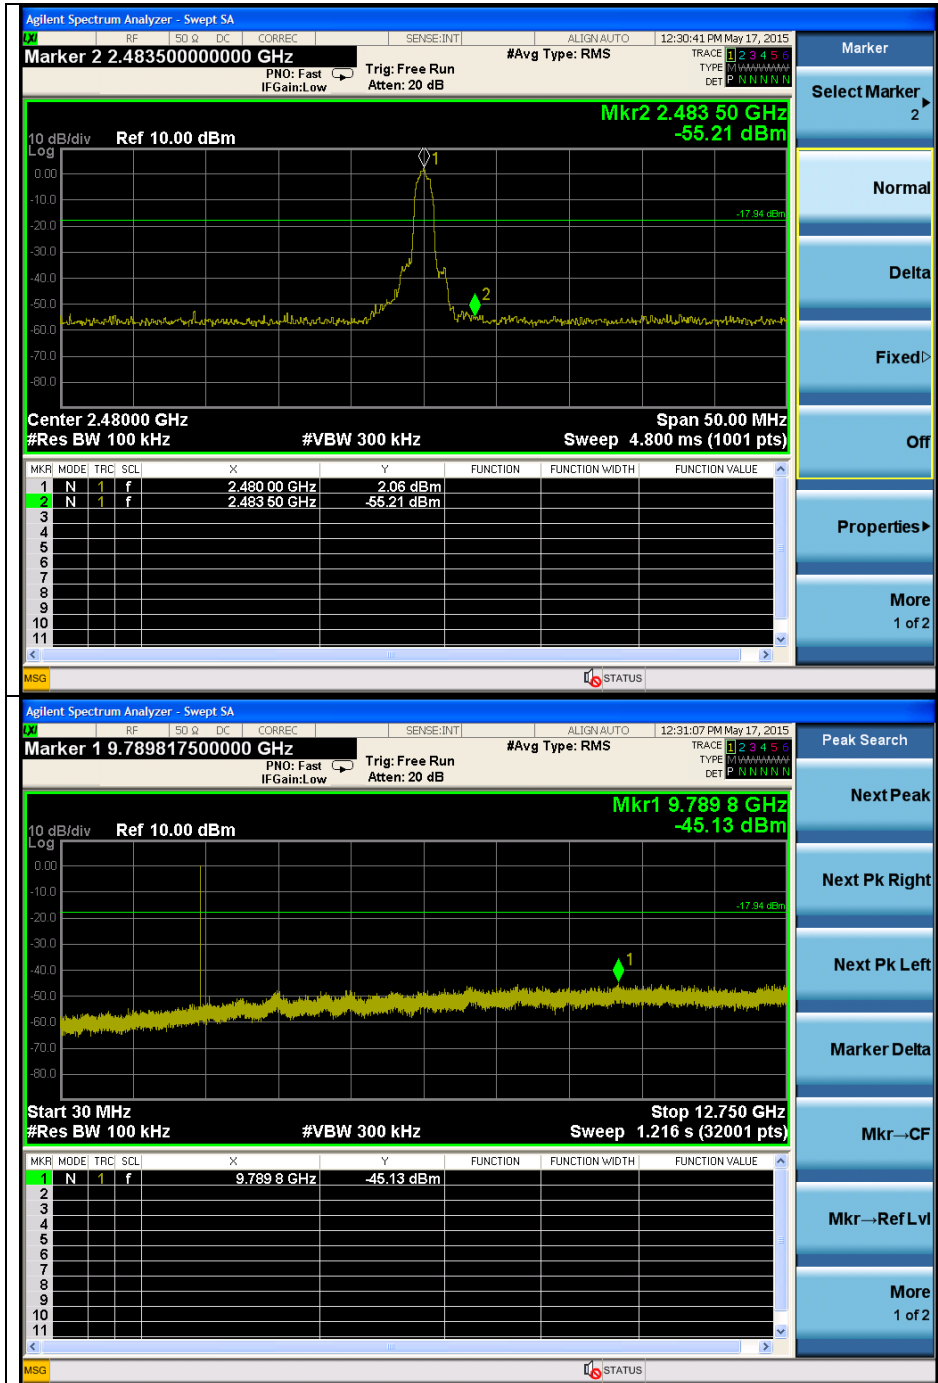 Agilent Spectrum Analyzer - Swept SA
LXI RF 50 Ω DC CORREC SENSE:INT ALIGN AUTO 12:30:41 PM May 17, 2015
Marker 2 2.483500000000 GHz
PNO: Fast
IFGain:Low
Trig: Free Run
Atten: 20 dB
#Avg Type: RMS
TRACE 1 2 3 4 5 6
TYPE M W W W W W
DET P N N N N N
Mkr2 2.483 50 GHz
-55.21 dBm
10 dB/div Ref 10.00 dBm
Log
0.00
-10.0
-20.0
-30.0
-40.0
-50.0
-60.0
-70.0
-80.0
1
-17.94 dBm
2
Center 2.48000 GHz Span 50.00 MHz
#Res BW 100 kHz #VBW 300 kHz Sweep 4.800 ms (1001 pts)
MKR MODE TRC SCL X Y FUNCTION FUNCTION WIDTH FUNCTION VALUE
1 N 1 f 2.480 00 GHz 2.06 dBm
2 N 1 f 2.483 50 GHz -55.21 dBm
3
4
5
6
7
8
9
10
11
MSG STATUS
Marker
Select Marker
2
Normal
Delta
Fixed
Off
Properties
More
1 of 2
Agilent Spectrum Analyzer - Swept SA
LXI RF 50 Ω DC CORREC SENSE:INT ALIGN AUTO 12:31:07 PM May 17, 2015
Marker 1 9.789817500000 GHz
PNO: Fast
IFGain:Low
Trig: Free Run
Atten: 20 dB
#Avg Type: RMS
TRACE 1 2 3 4 5 6
TYPE M W W W W W
DET P N N N N N
Mkr1 9.789 8 GHz
-45.13 dBm
10 dB/div Ref 10.00 dBm
Log
0.00
-10.0
-20.0
-30.0
-40.0
-50.0
-60.0
-70.0
-80.0
-17.94 dBm
1
Start 30 MHz Stop 12.750 GHz
#Res BW 100 kHz #VBW 300 kHz Sweep 1.216 s (32001 pts)
MKR MODE TRC SCL X Y FUNCTION FUNCTION WIDTH FUNCTION VALUE
1 N 1 f 9.789 8 GHz -45.13 dBm
2
3
4
5
6
7
8
9
10
11
MSG STATUS
Peak Search
Next Peak
Next Pk Right
Next Pk Left
Marker Delta
Mkr→CF
Mkr→Ref Lvl
More
1 of 2